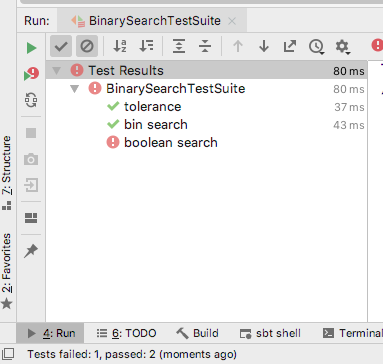 Run: BinarySearchTestSuite
Test Results 80 ms
BinarySearchTestSuite 80 ms
tolerance 37 ms
bin search 43 ms
boolean search
7: Structure
2: Favorites
4: Run 6: TODO Build sbt shell Terminal
Tests failed: 1, passed: 2 (moments ago)